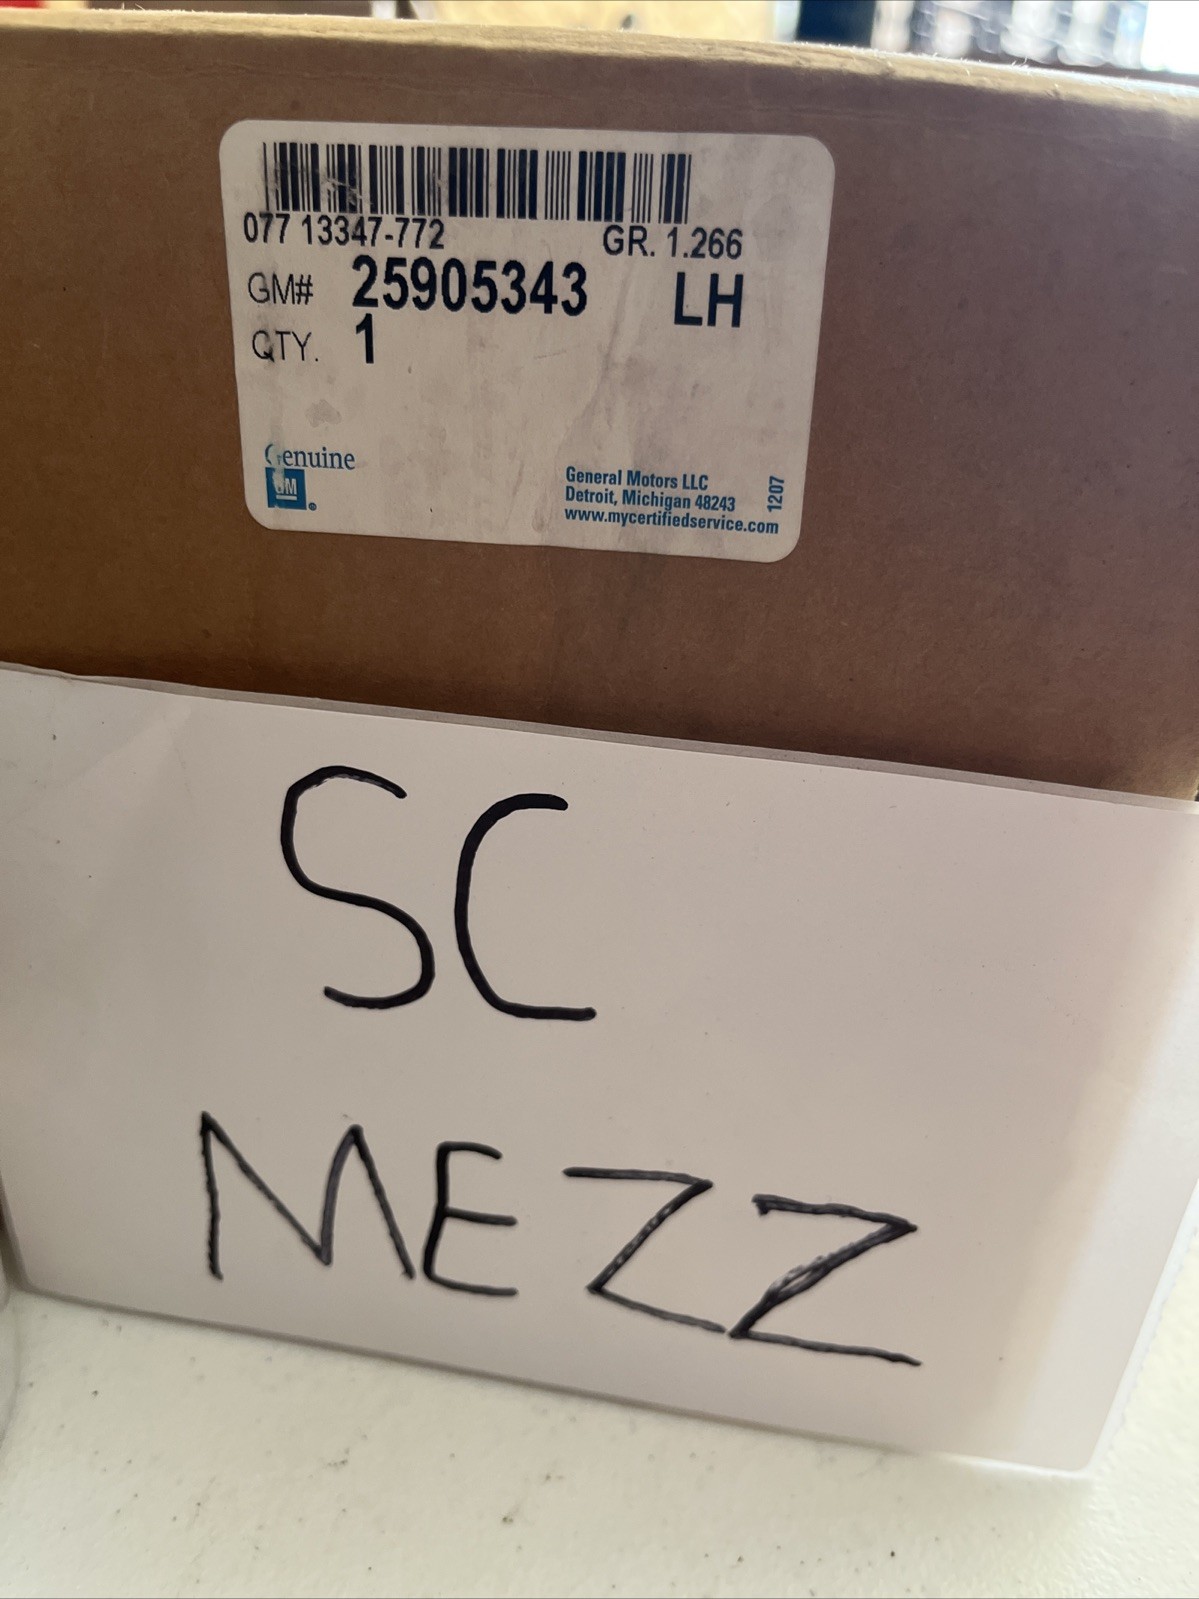 077 13347-772 GR. 1.266
GM# 25905343 LH
QTY. 1
Genuine
GM
General Motors LLC
Detroit, Michigan 48243
www.mycertifiedservice.com
1207
SC
MEZZ